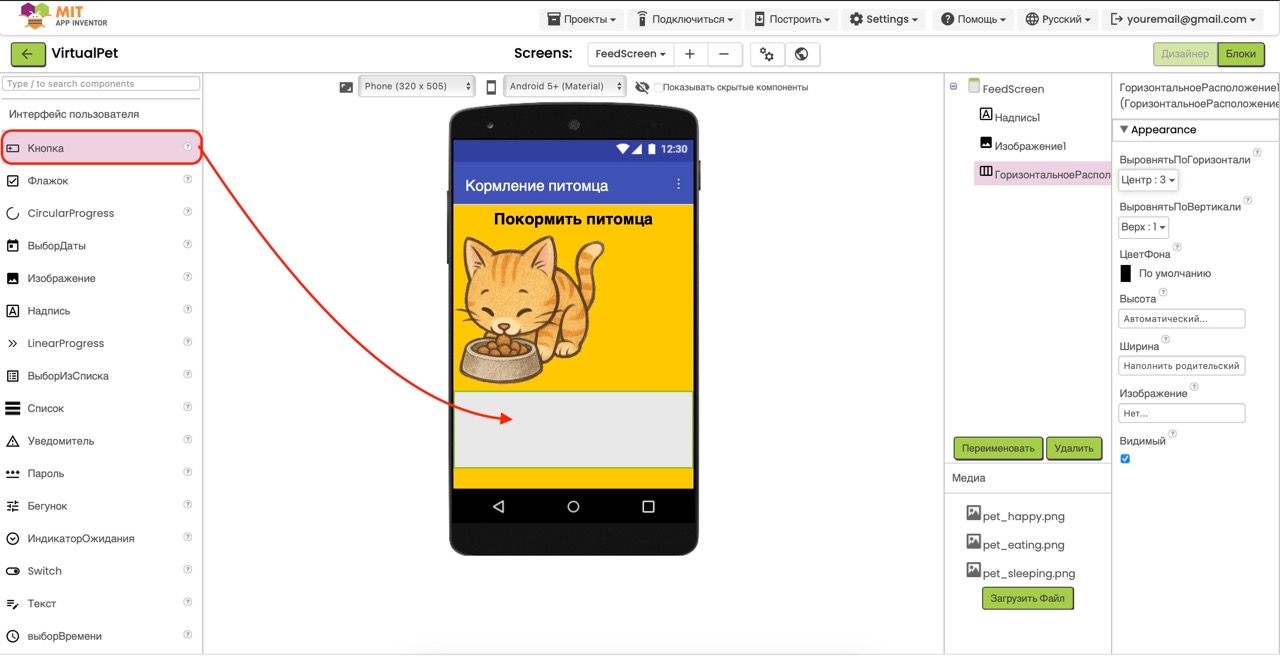 MIT
APP INVENTOR
Проекты
Подключиться
Построить
Settings
Помощь
Русский
youremail@gmail.com
VirtualPet
Screens:
FeedScreen
Дизайнер
Блоки
Type / to search components
Интерфейс пользователя
Кнопка
Флажок
CircularProgress
ВыборДаты
Изображение
Надпись
LinearProgress
ВыборИзСписка
Список
Уведомитель
Пароль
Бегунок
ИндикаторОжидания
Switch
Текст
выборВремени
Phone (320 x 505)
Android 5+ (Material)
Показывать скрытые компоненты
12:30
Кормление питомца
Покормить питомца
FeedScreen
Надпись1
Изображение1
ГоризонтальноеРаспол
Переименовать
Удалить
Медиа
pet_happy.png
pet_eating.png
pet_sleeping.png
Загрузить Файл
ГоризонтальноеРасположение1
(ГоризонтальноеРасположение
Appearance
ВыровнятьПоГоризонтали
Центр : 3
ВыровнятьПоВертикали
Верх : 1
ЦветФона
По умолчанию
Высота
Автоматический...
Ширина
Наполнить родительский
Изображение
Нет...
Видимый